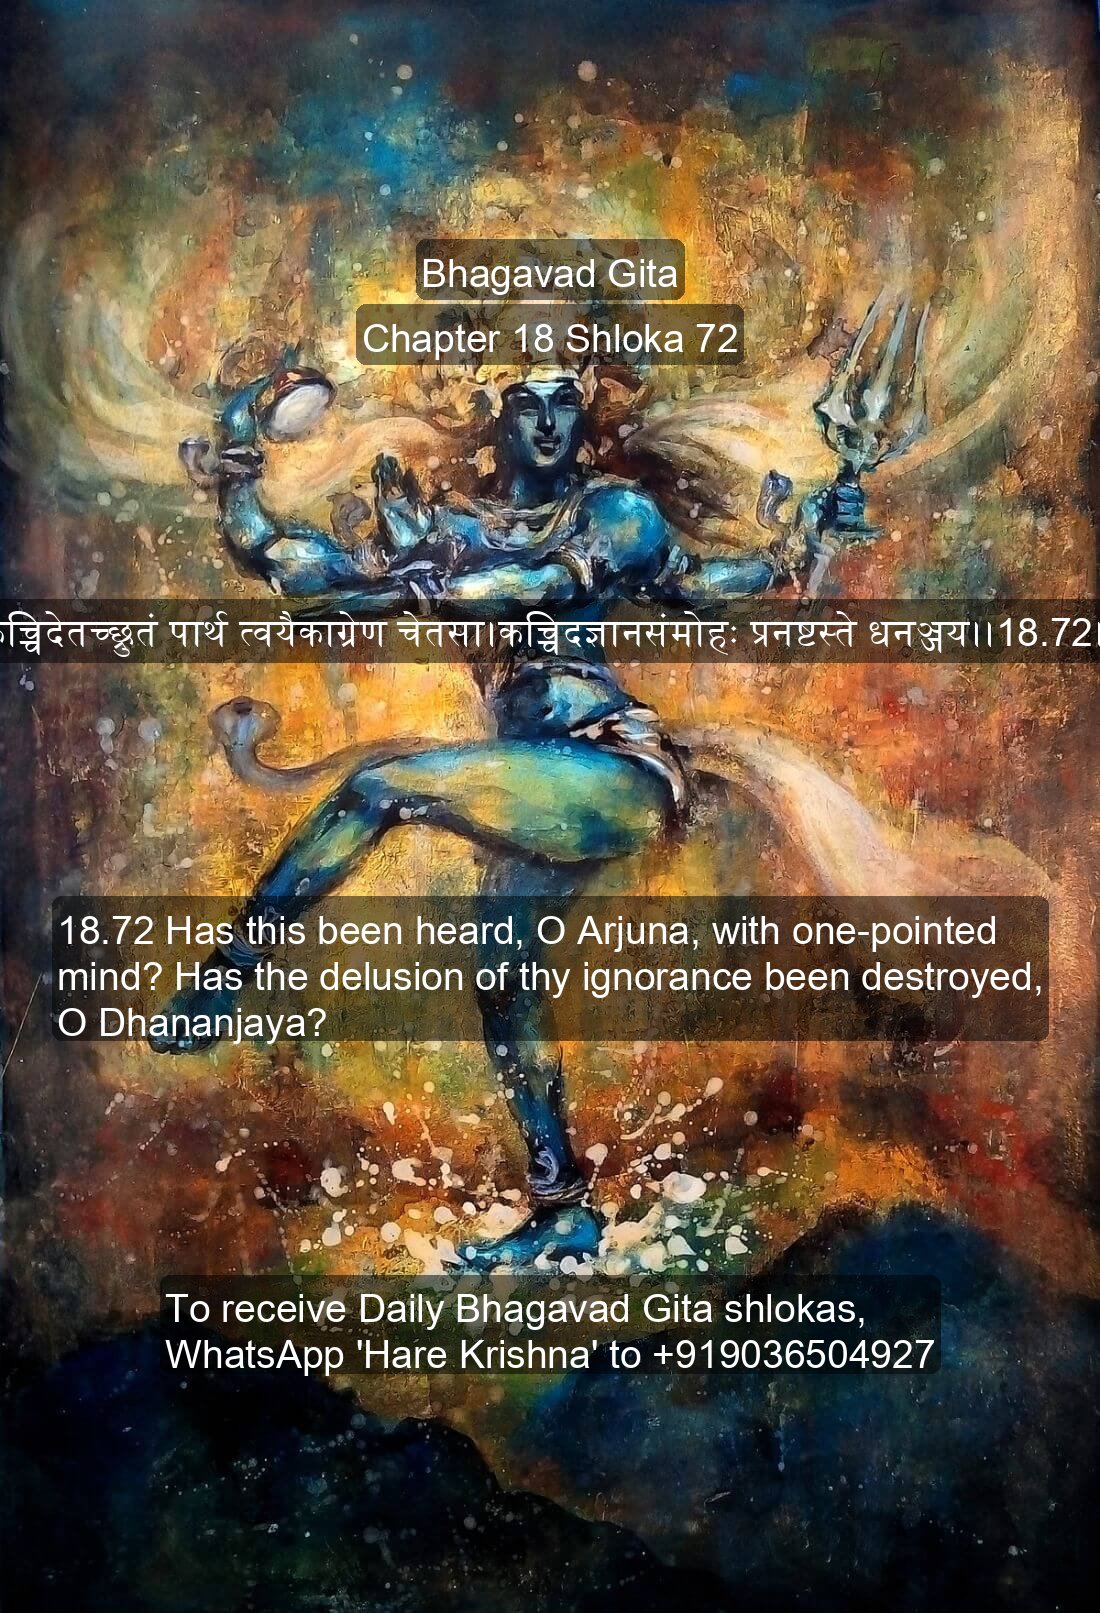 Bhagavad Gita
Chapter 18 Shloka 72
च्चिदेतच्छ्रुतं पार्थ त्वयैकाग्रेण चेतसा।कच्चिदज्ञानसंमोहः प्रनष्टस्ते धनञ्जय।।18.72।
18.72 Has this been heard, O Arjuna, with one-pointed
mind? Has the delusion of thy ignorance been destroyed,
O Dhananjaya?
To receive Daily Bhagavad Gita shlokas,
WhatsApp 'Hare Krishna' to +919036504927